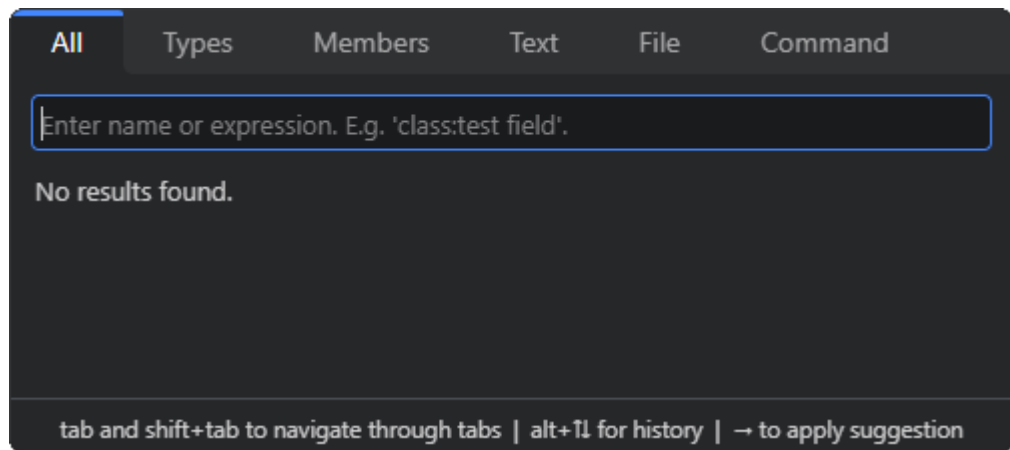 All Types Members Text File Command
Enter name or expression. E.g. 'class:test field'.
No results found.
tab and shift+tab to navigate through tabs | alt+⇅ for history | → to apply suggestion